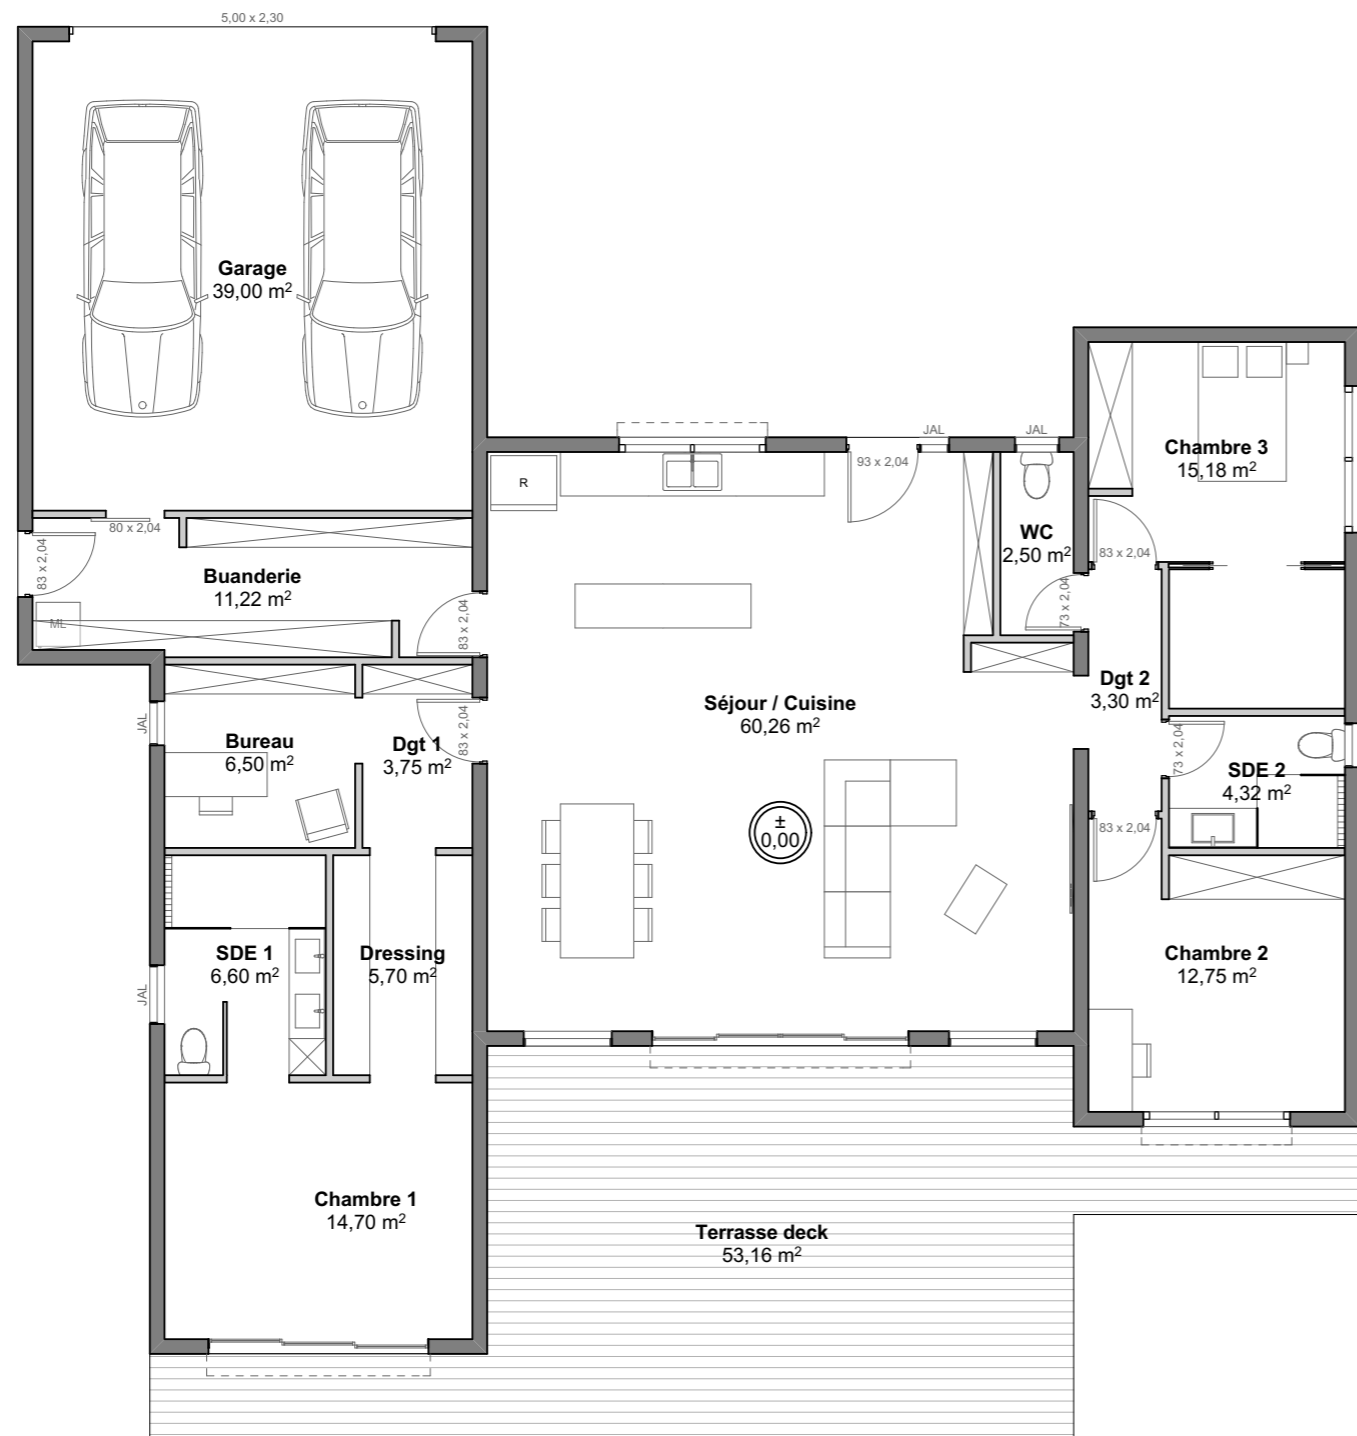 5,00 x 2,30
Garage
39,00 m²
80 x 2,04
83 x 2,04
Buanderie
11,22 m²
ML
83 x 2,04
R
93 x 2,04
JAL
JAL
WC
2,50 m²
73 x 2,04
Chambre 3
15,18 m²
83 x 2,04
Dgt 2
3,30 m²
Séjour / Cuisine
60,26 m²
JAL
Bureau
6,50 m²
Dgt 1
3,75 m²
83 x 2,04
73 x 2,04
SDE 2
4,32 m²
83 x 2,04
±
0,00
SDE 1
6,60 m²
JAL
Dressing
5,70 m²
Chambre 2
12,75 m²
Chambre 1
14,70 m²
Terrasse deck
53,16 m²